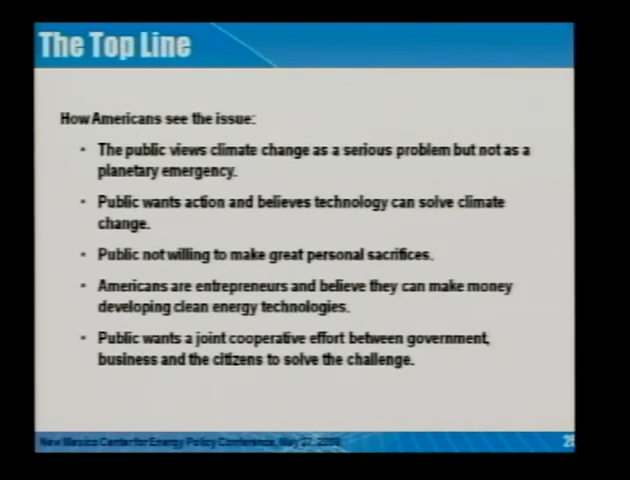 The Top Line
How Americans see the issue:
• The public views climate change as a serious problem but not as a
planetary emergency.
• Public wants action and believes technology can solve climate
change.
• Public not willing to make great personal sacrifices.
• Americans are entrepreneurs and believe they can make money
developing clean energy technologies.
• Public wants a joint cooperative effort between government,
business and the citizens to solve the challenge.
New Mexico Center for Energy Policy Conference, May 27,